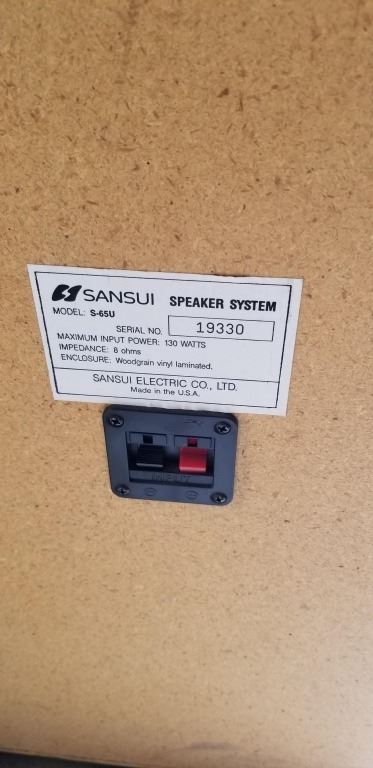 SANSUI SPEAKER SYSTEM
MODEL: S-65U
SERIAL NO. 19330
MAXIMUM INPUT POWER: 130 WATTS
IMPEDANCE: 8 ohms
ENCLOSURE: Woodgrain vinyl laminated.
SANSUI ELECTRIC CO., LTD.
Made in the U.S.A.
INPUT